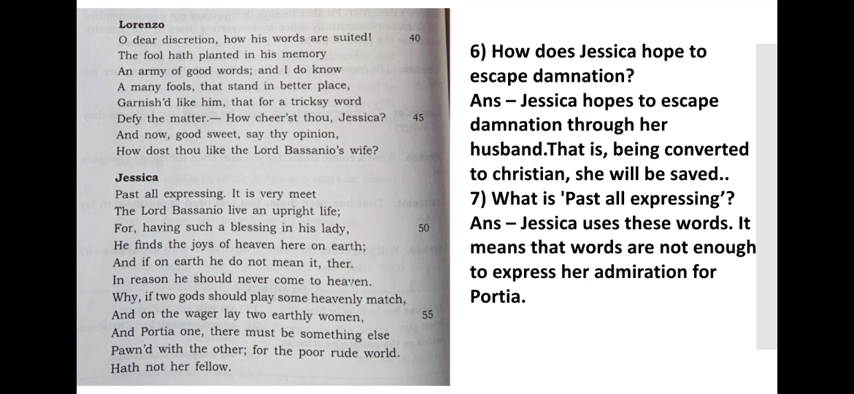 Lorenzo
O dear discretion, how his words are suited! 40
The fool hath planted in his memory
An army of good words; and I do know
A many fools, that stand in better place,
Garnish'd like him, that for a tricksy word
Defy the matter.— How cheer'st thou, Jessica? 45
And now, good sweet, say thy opinion,
How dost thou like the Lord Bassanio's wife?
Jessica
Past all expressing. It is very meet
The Lord Bassanio live an upright life;
For, having such a blessing in his lady, 50
He finds the joys of heaven here on earth;
And if on earth he do not mean it, then.
In reason he should never come to heaven.
Why, if two gods should play some heavenly match,
And on the wager lay two earthly women, 55
And Portia one, there must be something else
Pawn'd with the other; for the poor rude world.
Hath not her fellow.
6) How does Jessica hope to
escape damnation?
Ans – Jessica hopes to escape
damnation through her
husband.That is, being converted
to christian, she will be saved..
7) What is 'Past all expressing’?
Ans – Jessica uses these words. It
means that words are not enough
to express her admiration for
Portia.